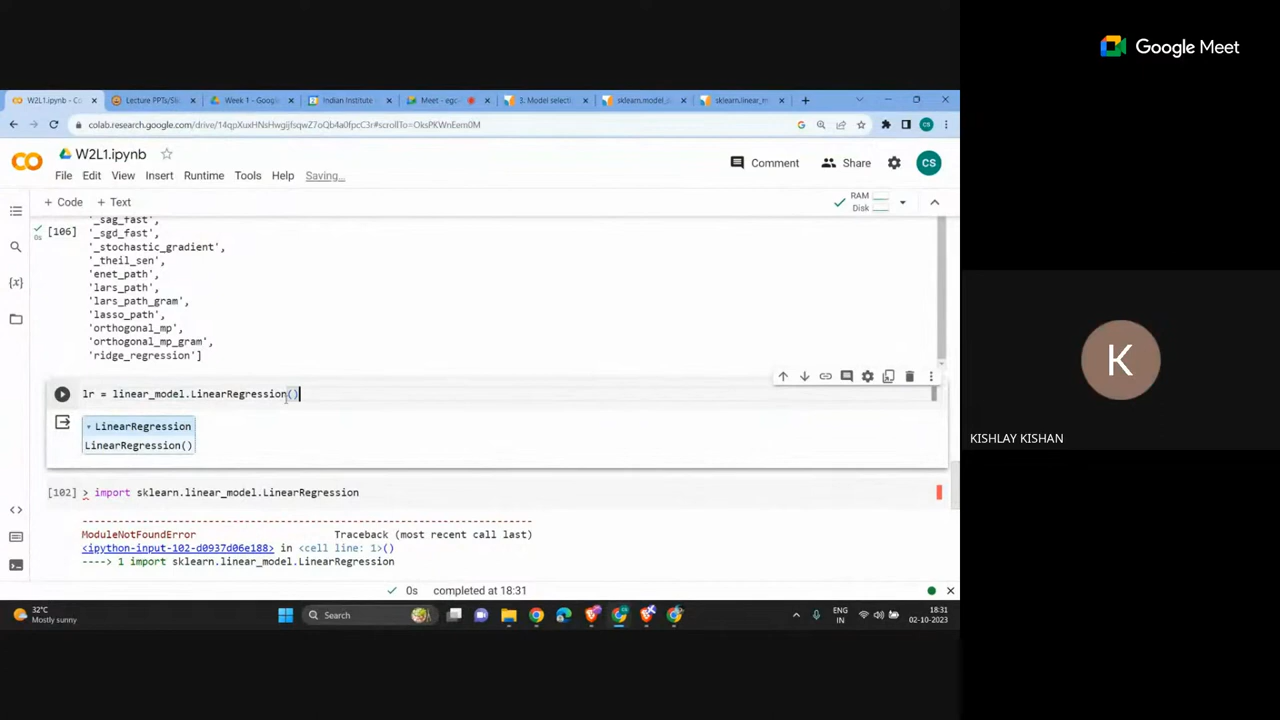 Google Meet
W2L1.ipynb - Co
Lecture PPTs/Sli
Week 1 - Google
Indian Institute
Meet - egc-
3. Model selecti
sklearn.model_
sklearn.linear_m
colab.research.google.com/drive/14qpXuxHNsHwgijfsqwZ7oQb4a0fpcC3r#scrollTo=OksPKWnEem0M
W2L1.ipynb
Comment
Share
CS
File Edit View Insert Runtime Tools Help Saving...
+ Code + Text
RAM
Disk
'_sag_fast',
[106] '_sgd_fast',
0s
'_stochastic_gradient',
'_theil_sen',
'enet_path',
'lars_path',
'lars_path_gram',
'lasso_path',
'orthogonal_mp',
'orthogonal_mp_gram',
'ridge_regression']
lr = linear_model.LinearRegression()
LinearRegression
LinearRegression()
[102] > import sklearn.linear_model.LinearRegression
---------------------------------------------------------------------------
ModuleNotFoundError Traceback (most recent call last)
<ipython-input-102-d0937d06e188> in <cell line: 1>()
----> 1 import sklearn.linear_model.LinearRegression
0s completed at 18:31
32°C
Mostly sunny
Search
ENG
IN
18:31
02-10-2023
K
KISHLAY KISHAN